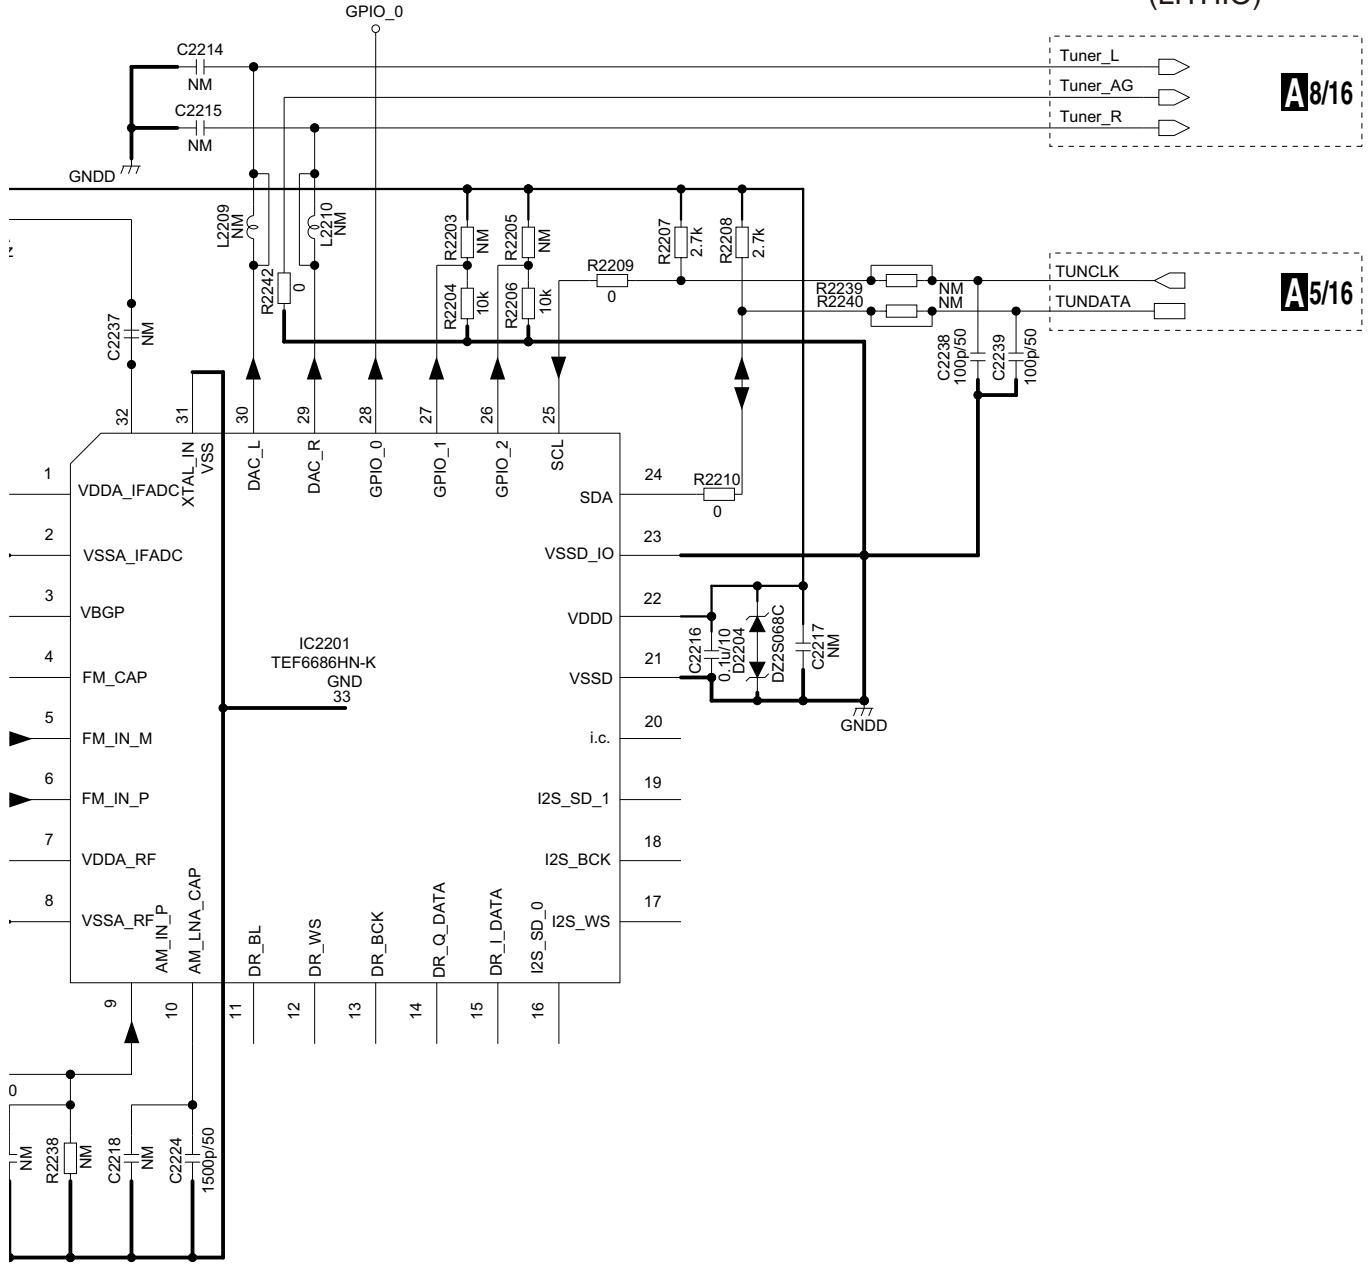 GPIO_0
C2214
NM
C2215
NM
GNDD
Tuner_L
Tuner_AG
Tuner_R
A 8/16
L2209
NM
R2242
0
L2210
NM
R2203
NM
R2204
10k
R2205
NM
R2206
10k
R2209
0
R2207
2.7k
R2208
2.7k
R2239
NM
R2240
NM
TUNCLK
TUNDATA
A 5/16
C2238
100p/50
C2239
100p/50
C2237
NM
32
31
30
29
28
27
26
25
XTAL_IN
VSS
DAC_L
DAC_R
GPIO_0
GPIO_1
GPIO_2
SCL
1
VDDA_IFADC
2
VSSA_IFADC
3
VBGP
4
FM_CAP
5
FM_IN_M
6
FM_IN_P
7
VDDA_RF
8
VSSA_RF
IC2201
TEF6686HN-K
GND
33
24
SDA
R2210
0
23
VSSD_IO
22
VDDD
21
VSSD
20
i.c.
19
I2S_SD_1
18
I2S_BCK
17
I2S_WS
C2216
0.1u/10
D2204
DZ2S068C
C2217
NM
GNDD
AM_IN_P
AM_LNA_CAP
DR_BL
DR_WS
DR_BCK
DR_Q_DATA
DR_I_DATA
I2S_SD_0
9
10
11
12
13
14
15
16
0
NM
R2238
NM
C2218
NM
C2224
1500p/50